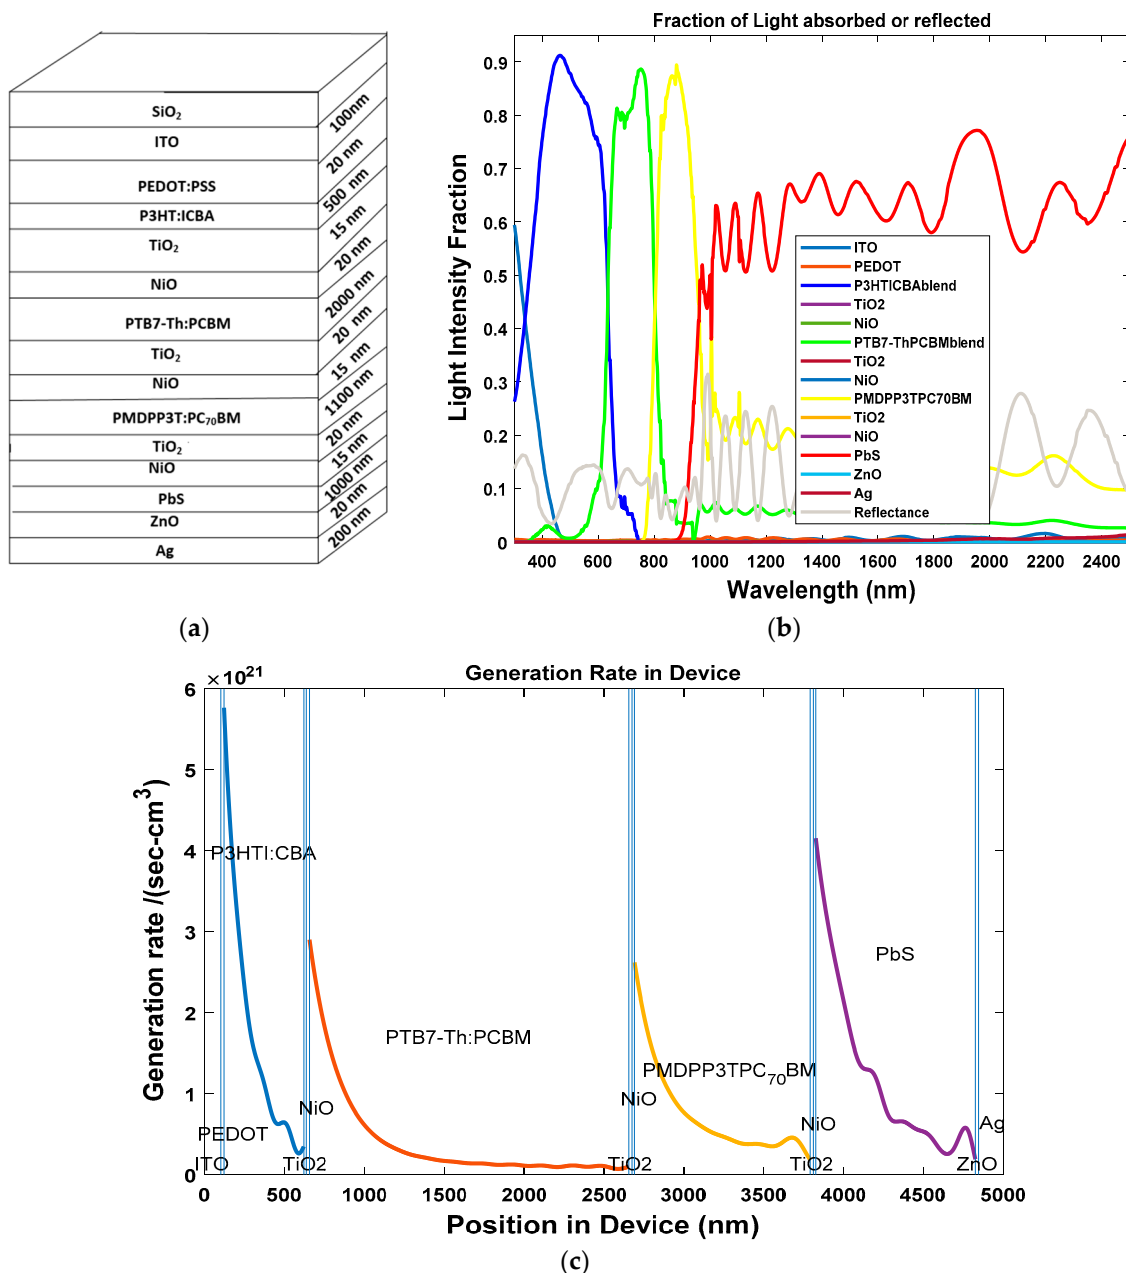 SiO2
ITO
PEDOT:PSS
P3HT:ICBA
TiO2
NiO
PTB7-Th:PCBM
TiO2
NiO
PMDPP3T:PC70BM
TiO2
NiO
PbS
ZnO
Ag
100nm
20 nm
500 nm
15 nm
20 nm
2000 nm
20 nm
15 nm
1100 nm
20 nm
15 nm
1000 nm
20 nm
200 nm
(a)
Fraction of Light absorbed or reflected
Light Intensity Fraction
0.9
0.8
0.7
0.6
0.5
0.4
0.3
0.2
0.1
0
400 600 800 1000 1200 1400 1600 1800 2000 2200 2400
Wavelength (nm)
ITO
PEDOT
P3HTICBAblend
TiO2
NiO
PTB7-ThPCBMblend
TiO2
NiO
PMDPP3TPC70BM
TiO2
NiO
PbS
ZnO
Ag
Reflectance
(b)
Generation Rate in Device
×10^21
Generation rate /(sec-cm^3)
6
5
4
3
2
1
0
P3HTI:CBA
PbS
PTB7-Th:PCBM
PMDPP3TPC70BM
NiO
NiO
NiO
PEDOT
Ag
ITO
TiO2
TiO2
TiO2
ZnO
0 500 1000 1500 2000 2500 3000 3500 4000 4500 5000
Position in Device (nm)
(c)